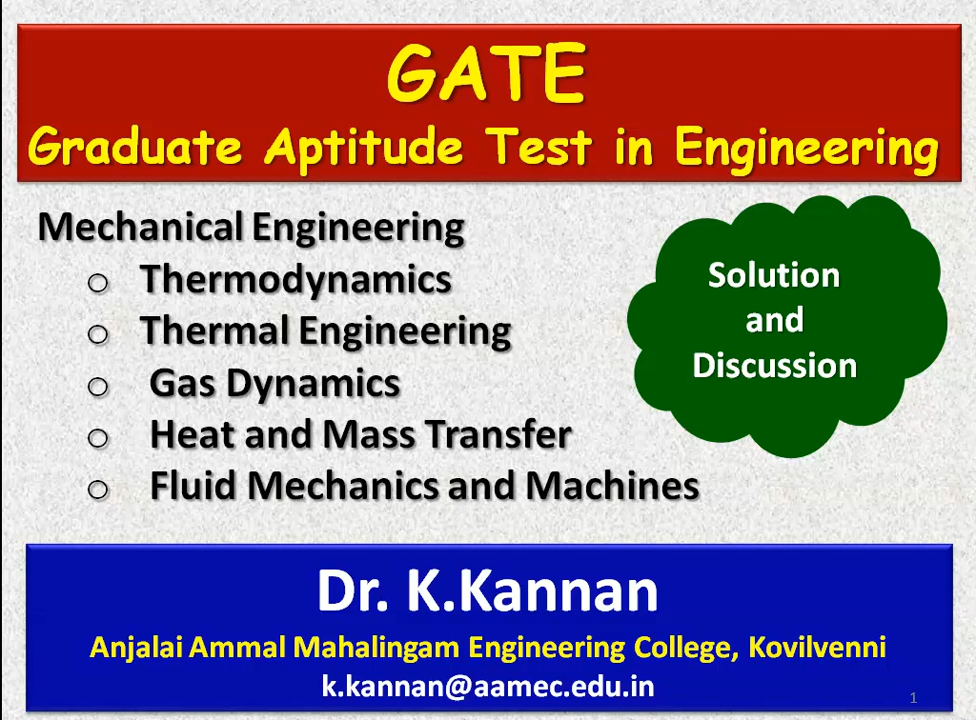 GATE
Graduate Aptitude Test in Engineering
Mechanical Engineering
o Thermodynamics
o Thermal Engineering
o Gas Dynamics
o Heat and Mass Transfer
o Fluid Mechanics and Machines
Solution
and
Discussion
Dr. K.Kannan
Anjalai Ammal Mahalingam Engineering College, Kovilvenni
k.kannan@aamec.edu.in
1